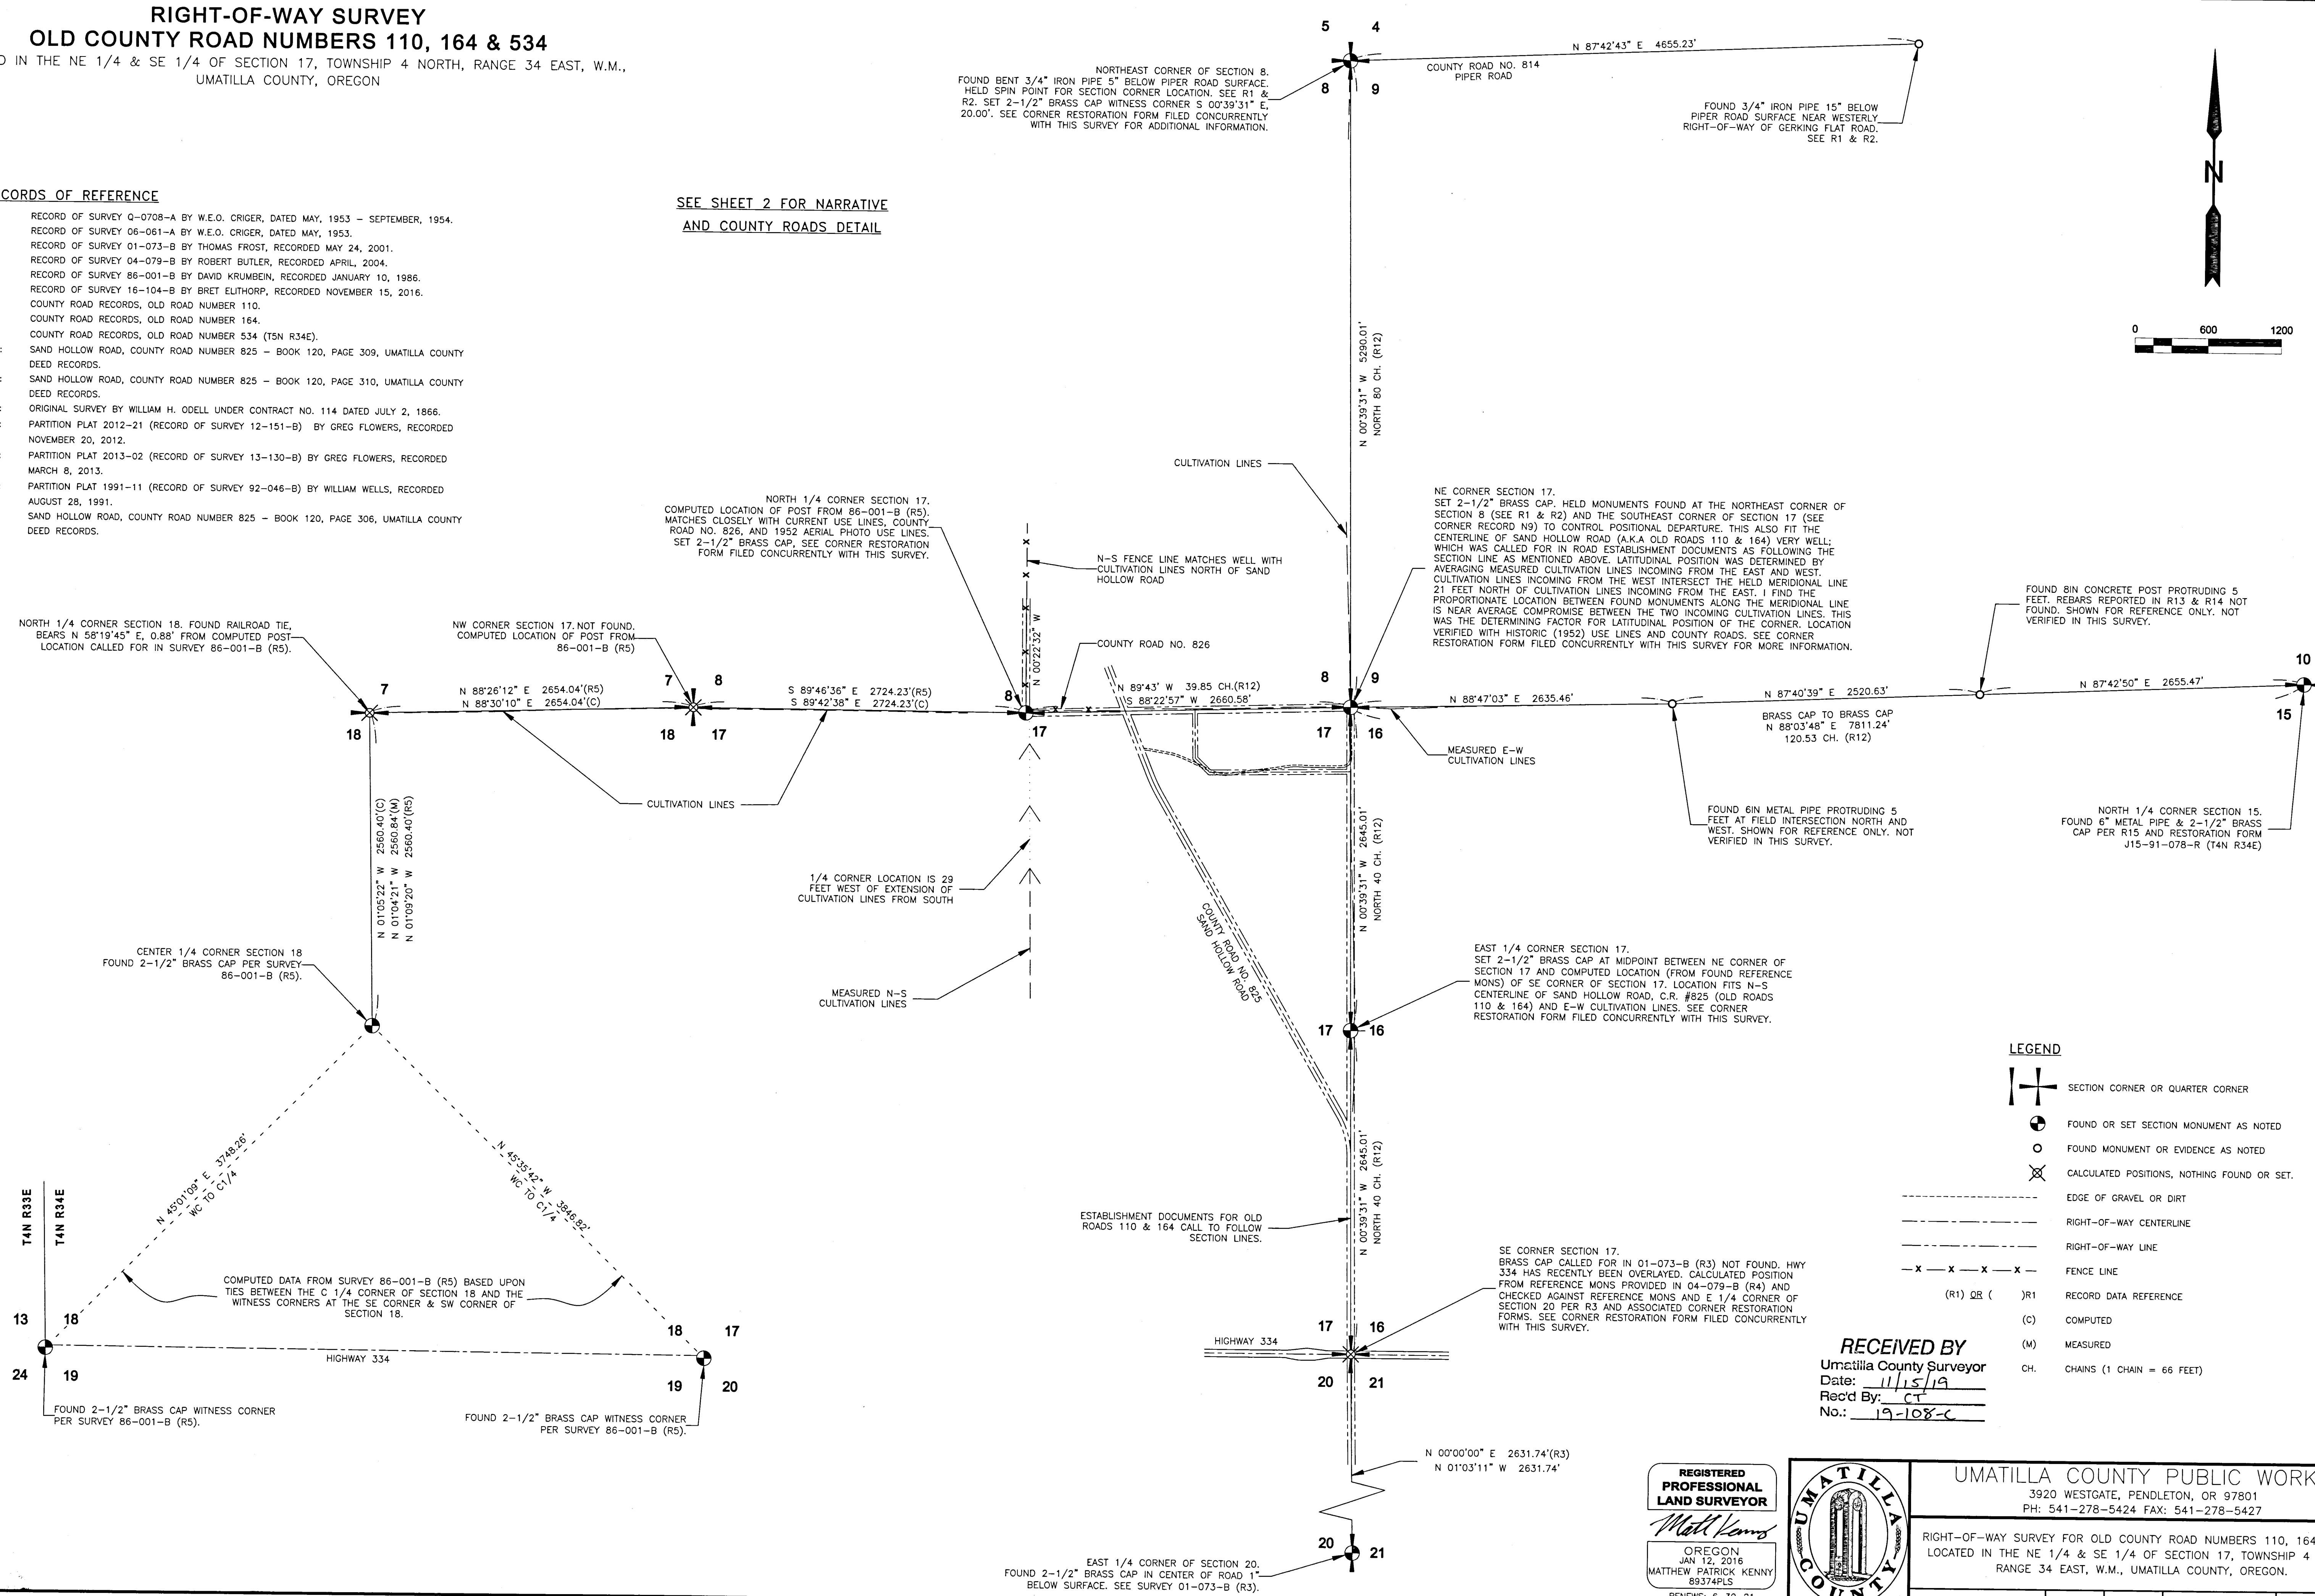 RIGHT-OF-WAY SURVEY
OLD COUNTY ROAD NUMBERS 110, 164 & 534
D IN THE NE 1/4 & SE 1/4 OF SECTION 17, TOWNSHIP 4 NORTH, RANGE 34 EAST, W.M.,
UMATILLA COUNTY, OREGON
CORDS OF REFERENCE
RECORD OF SURVEY Q-0708-A BY W.E.O. CRIGER, DATED MAY, 1953 - SEPTEMBER, 1954.
RECORD OF SURVEY 06-061-A BY W.E.O. CRIGER, DATED MAY, 1953.
RECORD OF SURVEY 01-073-B BY THOMAS FROST, RECORDED MAY 24, 2001.
RECORD OF SURVEY 04-079-B BY ROBERT BUTLER, RECORDED APRIL, 2004.
RECORD OF SURVEY 86-001-B BY DAVID KRUMBEIN, RECORDED JANUARY 10, 1986.
RECORD OF SURVEY 16-104-B BY BRET ELITHORP, RECORDED NOVEMBER 15, 2016.
COUNTY ROAD RECORDS, OLD ROAD NUMBER 110.
COUNTY ROAD RECORDS, OLD ROAD NUMBER 164.
COUNTY ROAD RECORDS, OLD ROAD NUMBER 534 (T5N R34E).
: SAND HOLLOW ROAD, COUNTY ROAD NUMBER 825 - BOOK 120, PAGE 309, UMATILLA COUNTY
DEED RECORDS.
: SAND HOLLOW ROAD, COUNTY ROAD NUMBER 825 - BOOK 120, PAGE 310, UMATILLA COUNTY
DEED RECORDS.
: ORIGINAL SURVEY BY WILLIAM H. ODELL UNDER CONTRACT NO. 114 DATED JULY 2, 1866.
: PARTITION PLAT 2012-21 (RECORD OF SURVEY 12-151-B) BY GREG FLOWERS, RECORDED
NOVEMBER 20, 2012.
: PARTITION PLAT 2013-02 (RECORD OF SURVEY 13-130-B) BY GREG FLOWERS, RECORDED
MARCH 8, 2013.
PARTITION PLAT 1991-11 (RECORD OF SURVEY 92-046-B) BY WILLIAM WELLS, RECORDED
AUGUST 28, 1991.
SAND HOLLOW ROAD, COUNTY ROAD NUMBER 825 - BOOK 120, PAGE 306, UMATILLA COUNTY
DEED RECORDS.
SEE SHEET 2 FOR NARRATIVE
AND COUNTY ROADS DETAIL
5 4
8 9
NORTHEAST CORNER OF SECTION 8.
FOUND BENT 3/4" IRON PIPE 5" BELOW PIPER ROAD SURFACE.
HELD SPIN POINT FOR SECTION CORNER LOCATION. SEE R1 &
R2. SET 2-1/2" BRASS CAP WITNESS CORNER S 00°39'31" E,
20.00'. SEE CORNER RESTORATION FORM FILED CONCURRENTLY
WITH THIS SURVEY FOR ADDITIONAL INFORMATION.
N 87°42'43" E 4655.23'
COUNTY ROAD NO. 814
PIPER ROAD
FOUND 3/4" IRON PIPE 15" BELOW
PIPER ROAD SURFACE NEAR WESTERLY
RIGHT-OF-WAY OF GERKING FLAT ROAD.
SEE R1 & R2.
N
0 600 1200
N 00°39'31" W 5290.01'
NORTH 80 CH. (R12)
CULTIVATION LINES
NORTH 1/4 CORNER SECTION 17.
COMPUTED LOCATION OF POST FROM 86-001-B (R5).
MATCHES CLOSELY WITH CURRENT USE LINES, COUNTY
ROAD NO. 826, AND 1952 AERIAL PHOTO USE LINES.
SET 2-1/2" BRASS CAP, SEE CORNER RESTORATION
FORM FILED CONCURRENTLY WITH THIS SURVEY.
N-S FENCE LINE MATCHES WELL WITH
CULTIVATION LINES NORTH OF SAND
HOLLOW ROAD
NE CORNER SECTION 17.
SET 2-1/2" BRASS CAP. HELD MONUMENTS FOUND AT THE NORTHEAST CORNER OF
SECTION 8 (SEE R1 & R2) AND THE SOUTHEAST CORNER OF SECTION 17 (SEE
CORNER RECORD N9) TO CONTROL POSITIONAL DEPARTURE. THIS ALSO FIT THE
CENTERLINE OF SAND HOLLOW ROAD (A.K.A OLD ROADS 110 & 164) VERY WELL;
WHICH WAS CALLED FOR IN ROAD ESTABLISHMENT DOCUMENTS AS FOLLOWING THE
SECTION LINE AS MENTIONED ABOVE. LATITUDINAL POSITION WAS DETERMINED BY
AVERAGING MEASURED CULTIVATION LINES INCOMING FROM THE EAST AND WEST.
CULTIVATION LINES INCOMING FROM THE WEST INTERSECT THE HELD MERIDIONAL LINE
21 FEET NORTH OF CULTIVATION LINES INCOMING FROM THE EAST. I FIND THE
PROPORTIONATE LOCATION BETWEEN FOUND MONUMENTS ALONG THE MERIDIONAL LINE
IS NEAR AVERAGE COMPROMISE BETWEEN THE TWO INCOMING CULTIVATION LINES. THIS
WAS THE DETERMINING FACTOR FOR LATITUDINAL POSITION OF THE CORNER. LOCATION
VERIFIED WITH HISTORIC (1952) USE LINES AND COUNTY ROADS. SEE CORNER
RESTORATION FORM FILED CONCURRENTLY WITH THIS SURVEY FOR MORE INFORMATION.
FOUND 8IN CONCRETE POST PROTRUDING 5
FEET. REBARS REPORTED IN R13 & R14 NOT
FOUND. SHOWN FOR REFERENCE ONLY. NOT
VERIFIED IN THIS SURVEY.
NORTH 1/4 CORNER SECTION 18. FOUND RAILROAD TIE,
BEARS N 58°19'45" E, 0.88' FROM COMPUTED POST
LOCATION CALLED FOR IN SURVEY 86-001-B (R5).
NW CORNER SECTION 17. NOT FOUND.
COMPUTED LOCATION OF POST FROM
86-001-B (R5)
N 00°22'32" W
COUNTY ROAD NO. 826
7
18
N 88°26'12" E 2654.04'(R5)
N 88°30'10" E 2654.04'(C)
7 8
18 17
S 89°46'36" E 2724.23'(R5)
S 89°42'38" E 2724.23'(C)
8
17
N 89°43' W 39.85 CH.(R12)
S 88°22'57" W 2660.58'
8 9
17 16
N 88°47'03" E 2635.46'
N 87°40'39" E 2520.63'
BRASS CAP TO BRASS CAP
N 88°03'48" E 7811.24'
120.53 CH. (R12)
N 87°42'50" E 2655.47'
10
15
MEASURED E-W
CULTIVATION LINES
CULTIVATION LINES
FOUND 6IN METAL PIPE PROTRUDING 5
FEET AT FIELD INTERSECTION NORTH AND
WEST. SHOWN FOR REFERENCE ONLY. NOT
VERIFIED IN THIS SURVEY.
NORTH 1/4 CORNER SECTION 15.
FOUND 6" METAL PIPE & 2-1/2" BRASS
CAP PER R15 AND RESTORATION FORM
J15-91-078-R (T4N R34E)
N 01°05'22" W 2560.40'(C)
N 01°04'21" W 2560.84'(M)
N 01°09'20" W 2560.40'(R5)
1/4 CORNER LOCATION IS 29
FEET WEST OF EXTENSION OF
CULTIVATION LINES FROM SOUTH
N 00°39'31" W 2645.01'
NORTH 40 CH. (R12)
COUNTY ROAD NO. 825
SAND HOLLOW ROAD
CENTER 1/4 CORNER SECTION 18
FOUND 2-1/2" BRASS CAP PER SURVEY
86-001-B (R5).
MEASURED N-S
CULTIVATION LINES
EAST 1/4 CORNER SECTION 17.
SET 2-1/2" BRASS CAP AT MIDPOINT BETWEEN NE CORNER OF
SECTION 17 AND COMPUTED LOCATION (FROM FOUND REFERENCE
MONS) OF SE CORNER OF SECTION 17. LOCATION FITS N-S
CENTERLINE OF SAND HOLLOW ROAD, C.R. #825 (OLD ROADS
110 & 164) AND E-W CULTIVATION LINES. SEE CORNER
RESTORATION FORM FILED CONCURRENTLY WITH THIS SURVEY.
17 16
LEGEND
SECTION CORNER OR QUARTER CORNER
FOUND OR SET SECTION MONUMENT AS NOTED
FOUND MONUMENT OR EVIDENCE AS NOTED
CALCULATED POSITIONS, NOTHING FOUND OR SET.
EDGE OF GRAVEL OR DIRT
RIGHT-OF-WAY CENTERLINE
RIGHT-OF-WAY LINE
FENCE LINE
(R1) OR ( )R1 RECORD DATA REFERENCE
(C) COMPUTED
(M) MEASURED
CH. CHAINS (1 CHAIN = 66 FEET)
N 45°01'09" E 3748.26'
WC TO C1/4
N 45°35'42" W 3846.82'
WC TO C1/4
T4N R33E
T4N R34E
COMPUTED DATA FROM SURVEY 86-001-B (R5) BASED UPON
TIES BETWEEN THE C 1/4 CORNER OF SECTION 18 AND THE
WITNESS CORNERS AT THE SE CORNER & SW CORNER OF
SECTION 18.
13 18
24 19
HIGHWAY 334
18 17
19 20
FOUND 2-1/2" BRASS CAP WITNESS CORNER
PER SURVEY 86-001-B (R5).
FOUND 2-1/2" BRASS CAP WITNESS CORNER
PER SURVEY 86-001-B (R5).
N 00°39'31" W 2645.01'
NORTH 40 CH. (R12)
ESTABLISHMENT DOCUMENTS FOR OLD
ROADS 110 & 164 CALL TO FOLLOW
SECTION LINES.
SE CORNER SECTION 17.
BRASS CAP CALLED FOR IN 01-073-B (R3) NOT FOUND. HWY
334 HAS RECENTLY BEEN OVERLAYED. CALCULATED POSITION
FROM REFERENCE MONS PROVIDED IN 04-079-B (R4) AND
CHECKED AGAINST REFERENCE MONS AND E 1/4 CORNER OF
SECTION 20 PER R3 AND ASSOCIATED CORNER RESTORATION
FORMS. SEE CORNER RESTORATION FORM FILED CONCURRENTLY
WITH THIS SURVEY.
17 16
HIGHWAY 334
20 21
N 00°00'00" E 2631.74'(R3)
N 01°03'11" W 2631.74'
20 21
EAST 1/4 CORNER OF SECTION 20.
FOUND 2-1/2" BRASS CAP IN CENTER OF ROAD 1"
BELOW SURFACE. SEE SURVEY 01-073-B (R3).
RECEIVED BY
Umatilla County Surveyor
Date: 11/15/19
Rec'd By: CT
No.: 19-108-C
REGISTERED
PROFESSIONAL
LAND SURVEYOR
Matt Kenny
OREGON
JAN 12, 2016
MATTHEW PATRICK KENNY
89374PLS
RENEWS: 6-30-21
UMATILLA
COUNTY
UMATILLA COUNTY PUBLIC WORK
3920 WESTGATE, PENDLETON, OR 97801
PH: 541-278-5424 FAX: 541-278-5427
RIGHT-OF-WAY SURVEY FOR OLD COUNTY ROAD NUMBERS 110, 164
LOCATED IN THE NE 1/4 & SE 1/4 OF SECTION 17, TOWNSHIP 4
RANGE 34 EAST, W.M., UMATILLA COUNTY, OREGON.